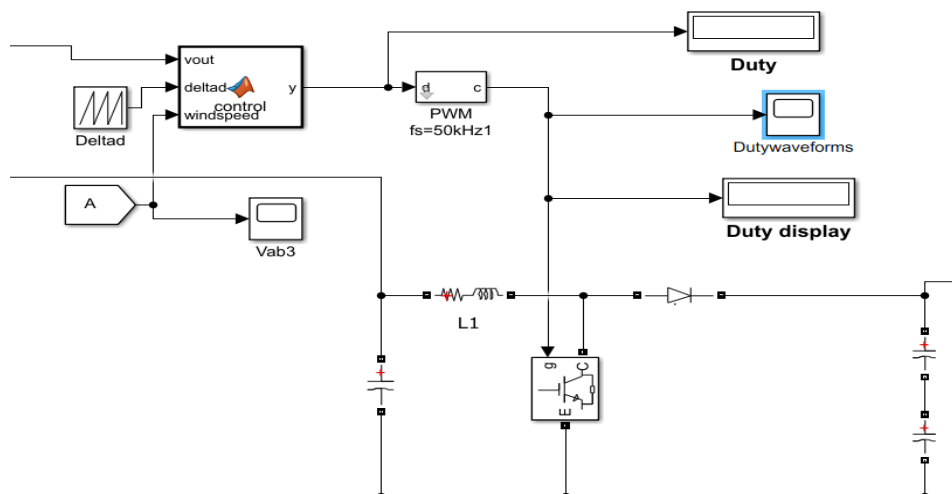 vout
deltad
control
windspeed
y
Deltad
d
c
PWM
fs=50kHz1
Duty
Dutywaveforms
A
Vab3
Duty display
L1
g
C
E